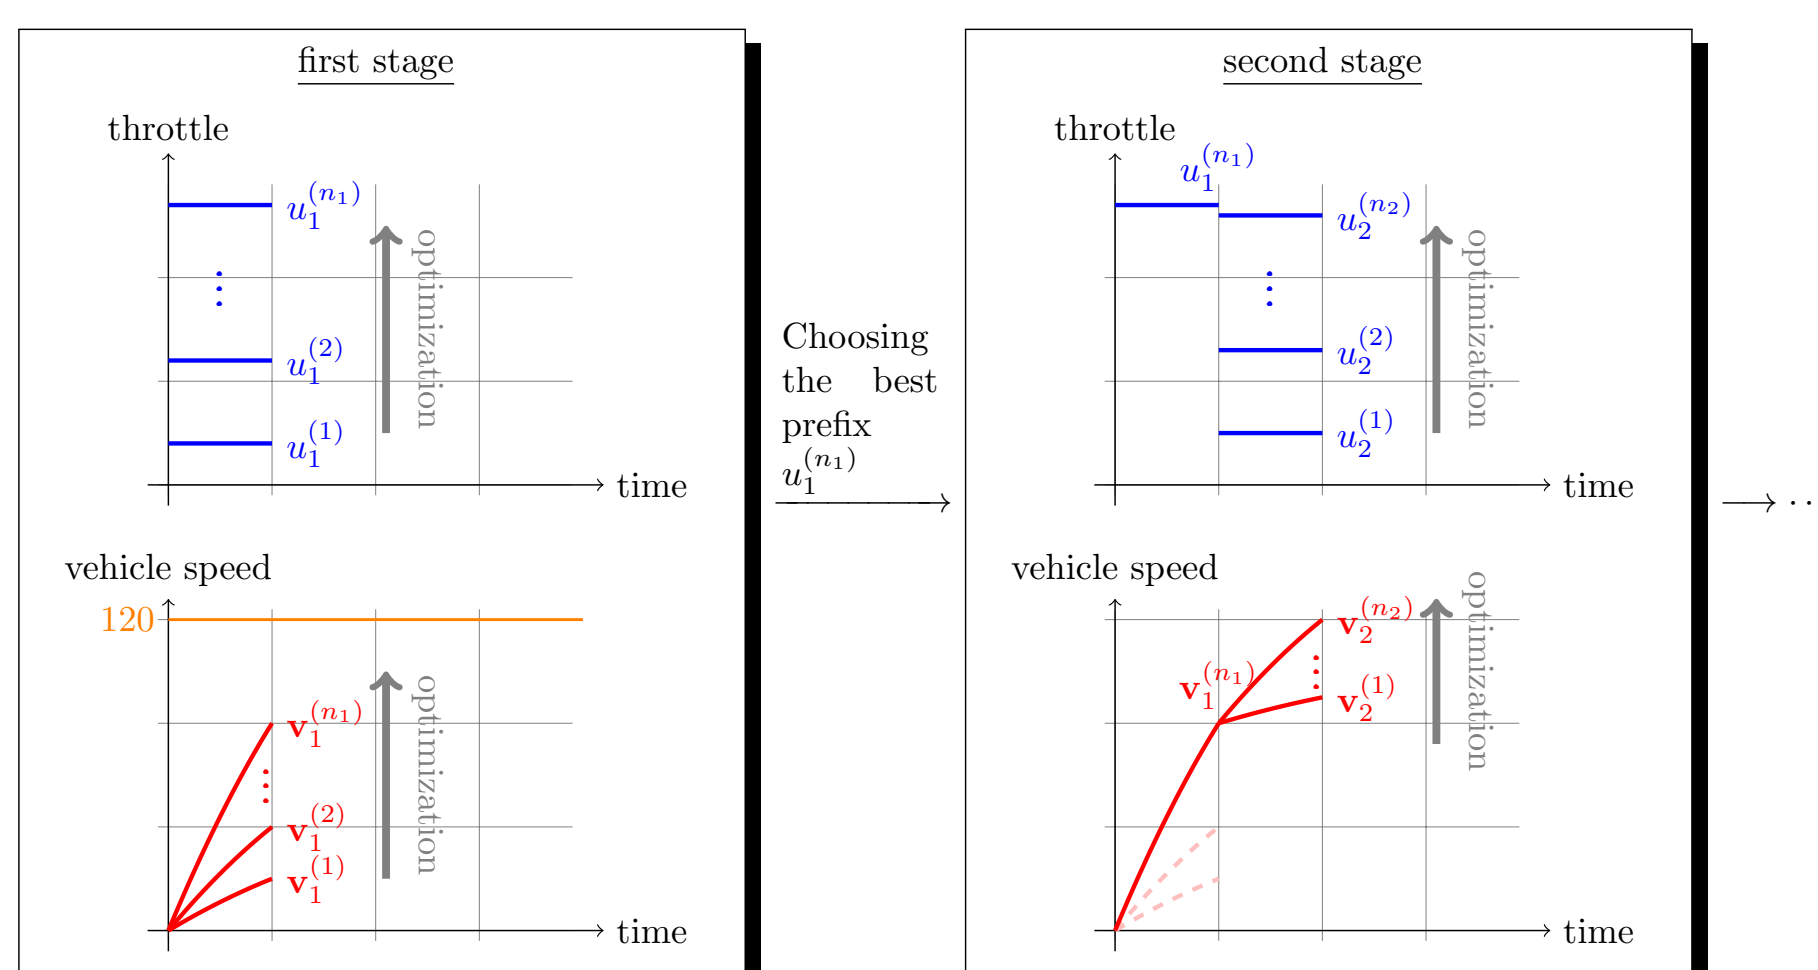 first stage
throttle
u_1^{(n_1)}
⋮
u_1^{(2)}
u_1^{(1)}
optimization
time
vehicle speed
120
v_1^{(n_1)}
⋮
v_1^{(2)}
v_1^{(1)}
optimization
time
Choosing
the best
prefix
u_1^{(n_1)}
second stage
throttle
u_1^{(n_1)}
u_2^{(n_2)}
⋮
u_2^{(2)}
u_2^{(1)}
optimization
time
vehicle speed
v_1^{(n_1)}
v_2^{(n_2)}
⋮
v_2^{(1)}
optimization
time
··